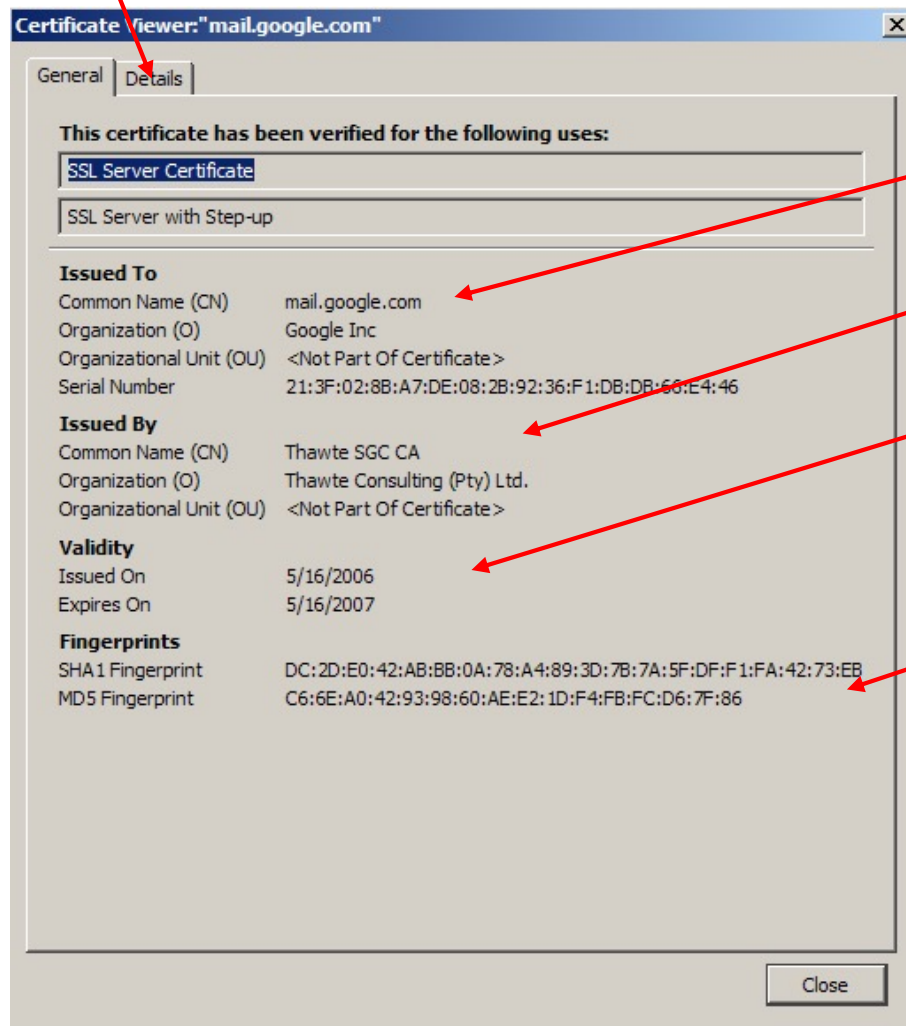 Certificate Viewer:"mail.google.com"
General Details
This certificate has been verified for the following uses:
SSL Server Certificate
SSL Server with Step-up
Issued To
Common Name (CN) mail.google.com
Organization (O) Google Inc
Organizational Unit (OU) <Not Part Of Certificate>
Serial Number 21:3F:02:8B:A7:DE:08:2B:92:36:F1:DB:DB:66:E4:46
Issued By
Common Name (CN) Thawte SGC CA
Organization (O) Thawte Consulting (Pty) Ltd.
Organizational Unit (OU) <Not Part Of Certificate>
Validity
Issued On 5/16/2006
Expires On 5/16/2007
Fingerprints
SHA1 Fingerprint DC:2D:E0:42:AB:BB:0A:78:A4:89:3D:7B:7A:5F:DF:F1:FA:42:73:EB
MD5 Fingerprint C6:6E:A0:42:93:98:60:AE:E2:1D:F4:FB:FC:D6:7F:86
Close